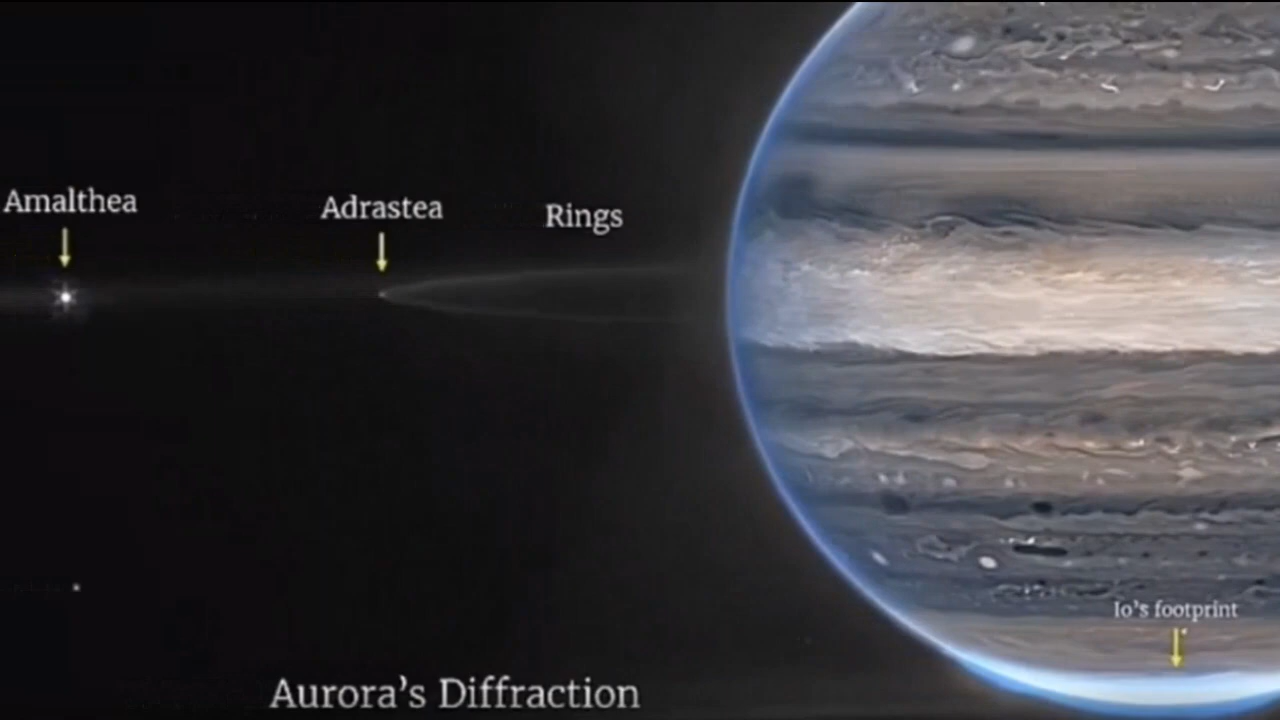 Amalthea
Adrastea
Rings
Io's footprint
Aurora's Diffraction